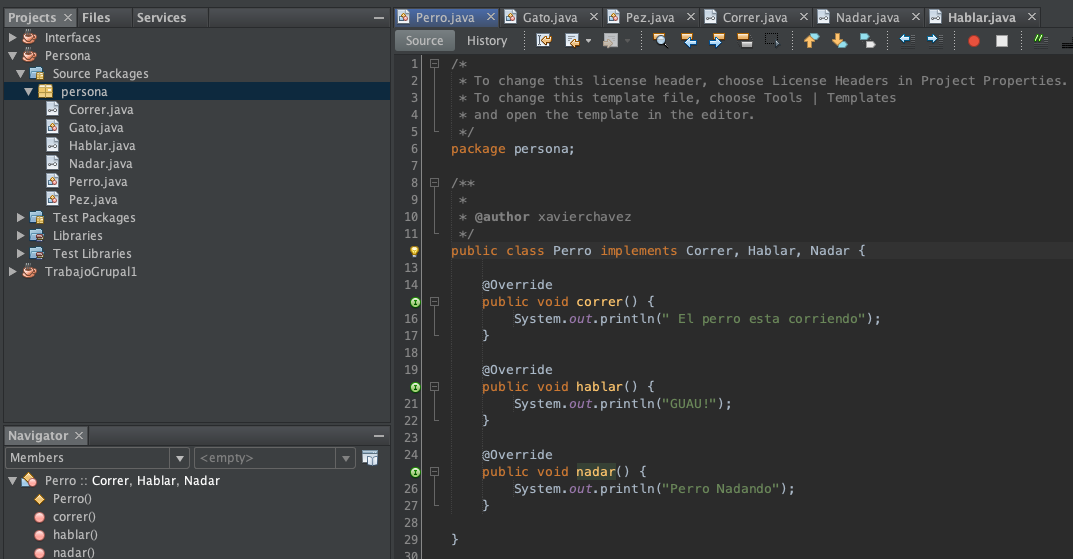 Projects Files Services
Interfaces
Persona
Source Packages
persona
Correr.java
Gato.java
Hablar.java
Nadar.java
Perro.java
Pez.java
Test Packages
Libraries
Test Libraries
TrabajoGrupal1
Navigator
Members <empty>
Perro :: Correr, Hablar, Nadar
Perro()
correr()
hablar()
nadar()
Perro.java Gato.java Pez.java Correr.java Nadar.java Hablar.java
Source History
1 /*
2 * To change this license header, choose License Headers in Project Properties.
3 * To change this template file, choose Tools | Templates
4 * and open the template in the editor.
5 */
6 package persona;
7
8 /**
9 *
10 * @author xavierchavez
11 */
public class Perro implements Correr, Hablar, Nadar {
13
14 @Override
public void correr() {
16 System.out.println(" El perro esta corriendo");
17 }
18
19 @Override
public void hablar() {
21 System.out.println("GUAU!");
22 }
23
24 @Override
public void nadar() {
26 System.out.println("Perro Nadando");
27 }
28
29 }
30